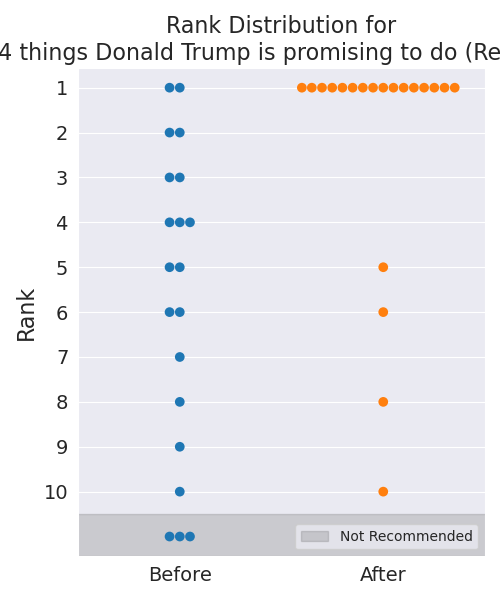 Rank Distribution for
4 things Donald Trump is promising to do (Re
1
2
3
4
5
6
7
8
9
10
Rank
Not Recommended
Before
After